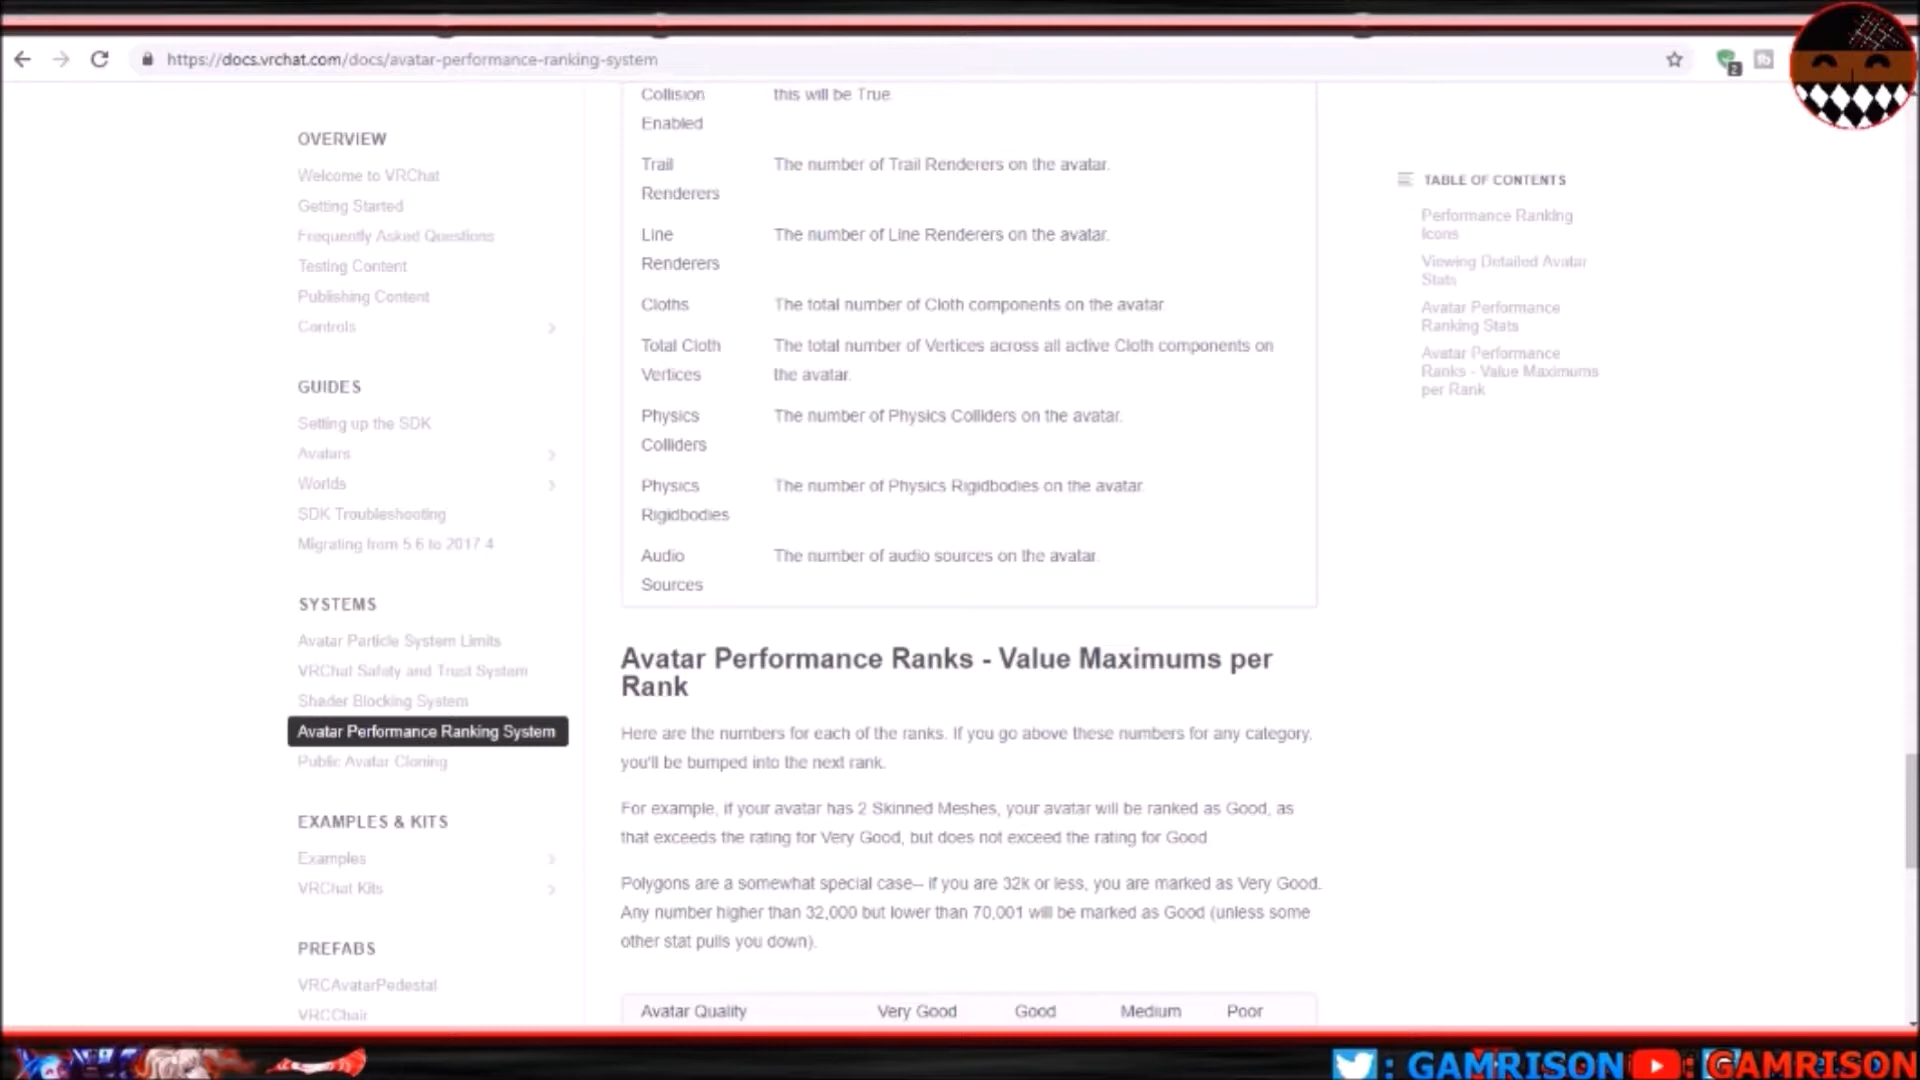 https://docs.vrchat.com/docs/avatar-performance-ranking-system
2
OVERVIEW
Welcome to VRChat
Getting Started
Frequently Asked Questions
Testing Content
Publishing Content
Controls
GUIDES
Setting up the SDK
Avatars
Worlds
SDK Troubleshooting
Migrating from 5.6 to 2017.4
SYSTEMS
Avatar Particle System Limits
VRChat Safety and Trust System
Shader Blocking System
Avatar Performance Ranking System
Public Avatar Cloning
EXAMPLES & KITS
Examples
VRChat Kits
PREFABS
VRCAvatarPedestal
VRCChair
Collision this will be True.
Enabled
Trail The number of Trail Renderers on the avatar.
Renderers
Line The number of Line Renderers on the avatar.
Renderers
Cloths The total number of Cloth components on the avatar
Total Cloth The total number of Vertices across all active Cloth components on
Vertices the avatar.
Physics The number of Physics Colliders on the avatar.
Colliders
Physics The number of Physics Rigidbodies on the avatar.
Rigidbodies
Audio The number of audio sources on the avatar.
Sources
Avatar Performance Ranks - Value Maximums per
Rank
Here are the numbers for each of the ranks. If you go above these numbers for any category,
you'll be bumped into the next rank.
For example, if your avatar has 2 Skinned Meshes, your avatar will be ranked as Good, as
that exceeds the rating for Very Good, but does not exceed the rating for Good
Polygons are a somewhat special case-- if you are 32k or less, you are marked as Very Good.
Any number higher than 32,000 but lower than 70,001 will be marked as Good (unless some
other stat pulls you down).
Avatar Quality Very Good Good Medium Poor
TABLE OF CONTENTS
Performance Ranking
Icons
Viewing Detailed Avatar
Stats
Avatar Performance
Ranking Stats
Avatar Performance
Ranks - Value Maximums
per Rank
: GAMRISON : GAMRISON